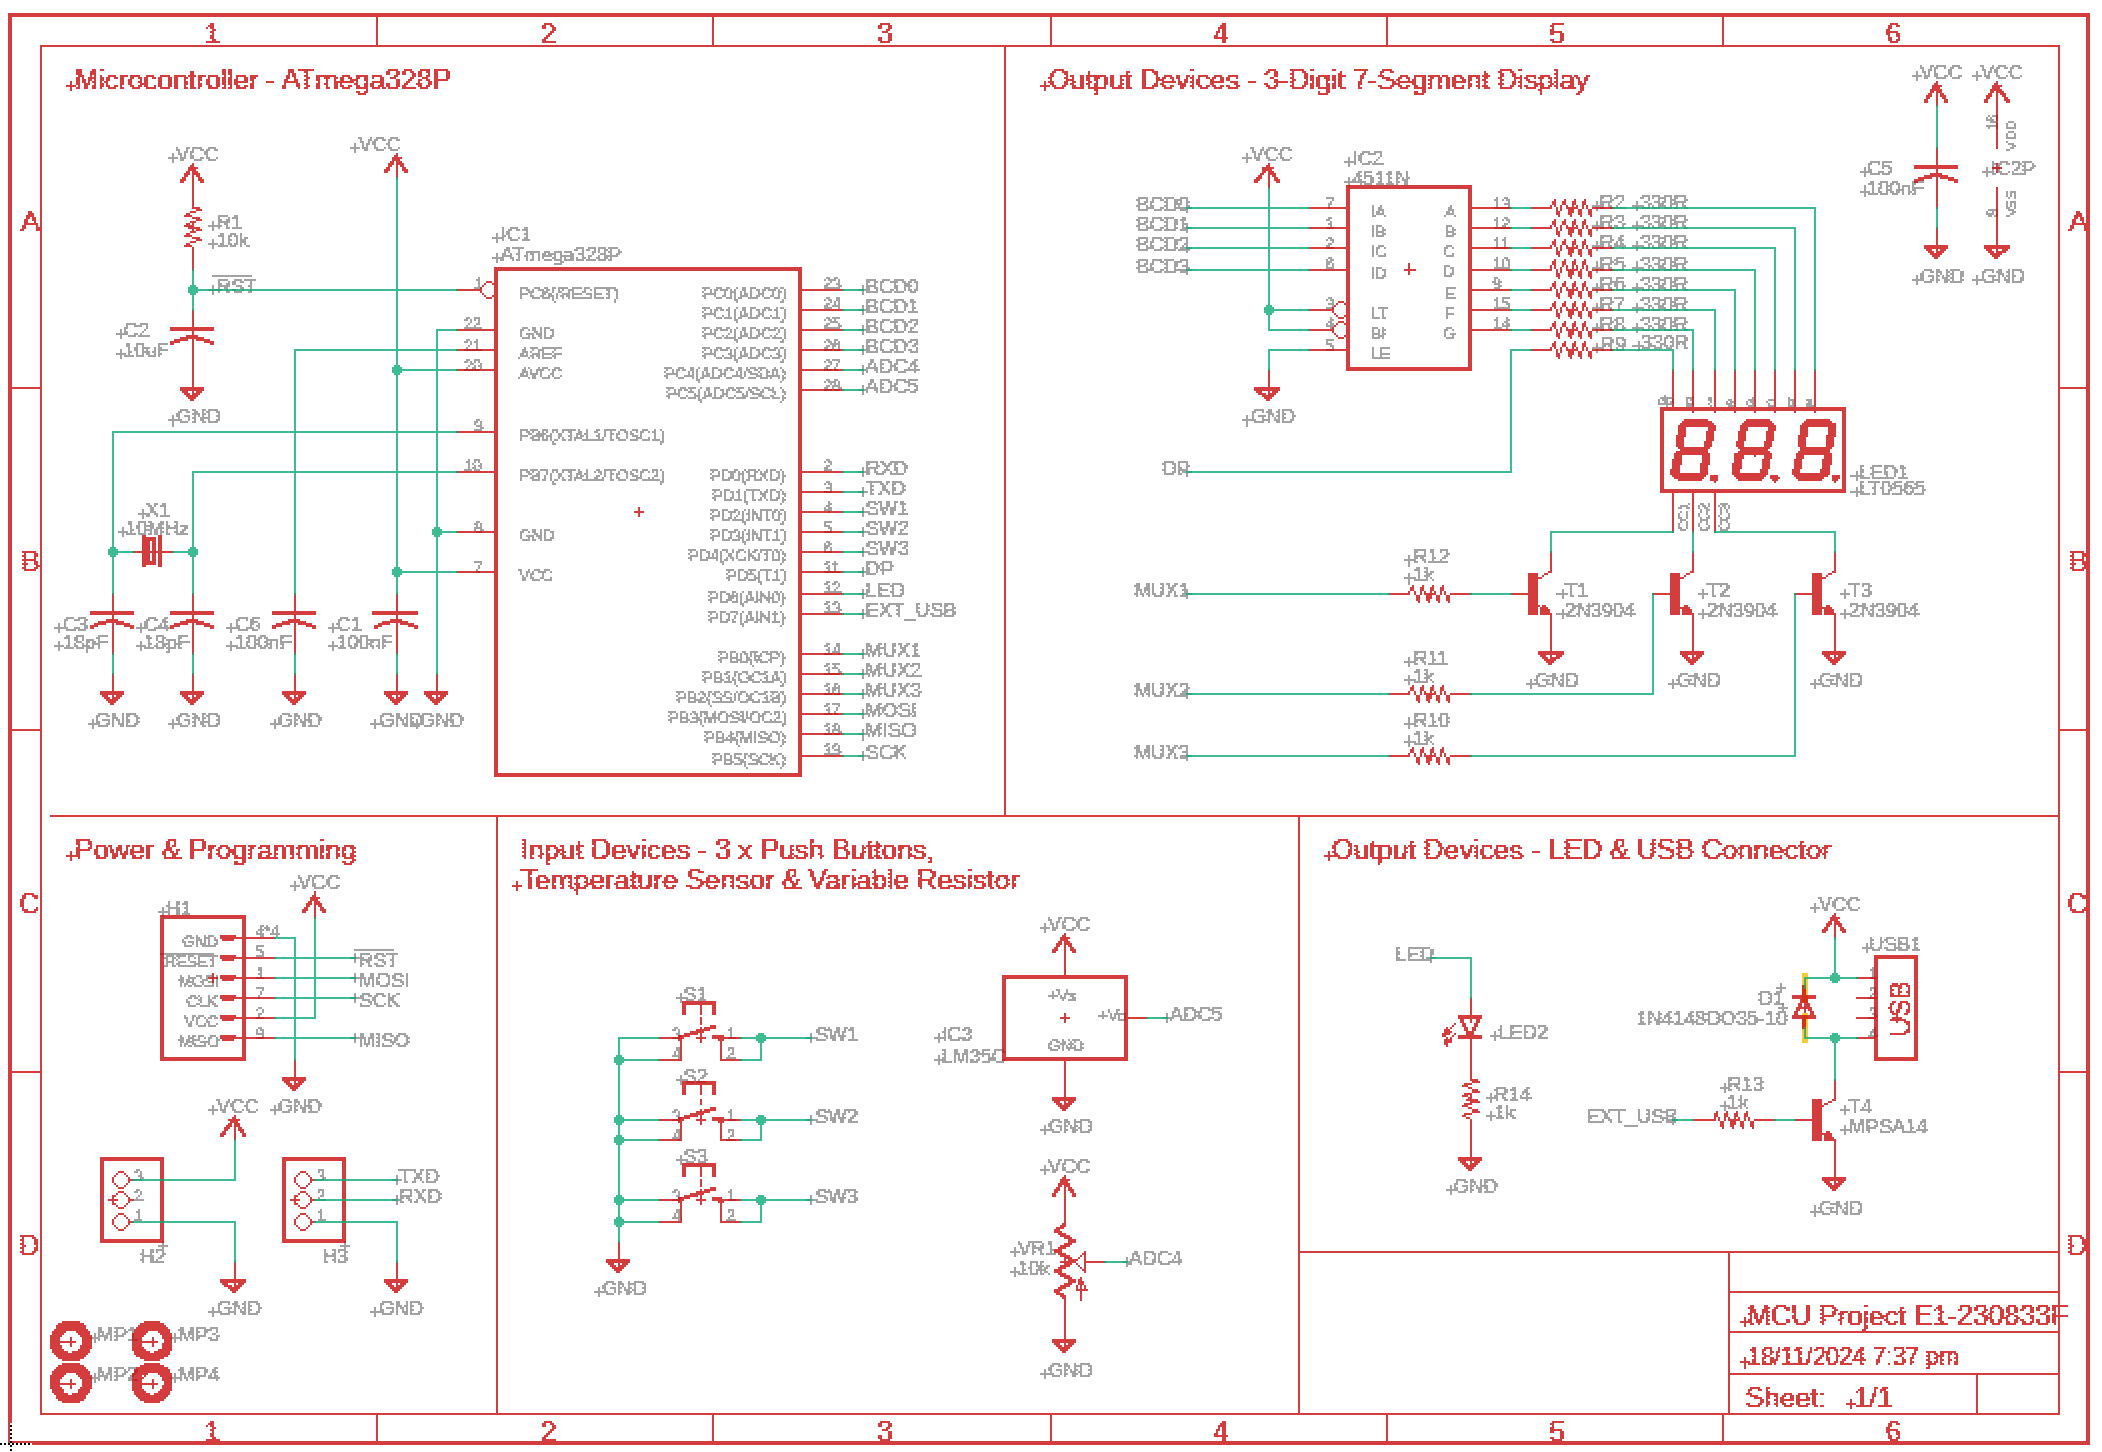 1 2 3 4 5 6
A
B
C
D
Microcontroller - ATmega328P
VCC
R1
10k
RST
C2
10uF
GND
VCC
IC1
ATmega328P
1 PC6(/RESET)
22 GND
21 AREF
20 AVCC
9 PB6(XTAL1/TOSC1)
10 PB7(XTAL2/TOSC2)
8 GND
7 VCC
PC0(ADC0) 23 BCD0
PC1(ADC1) 24 BCD1
PC2(ADC2) 25 BCD2
PC3(ADC3) 26 BCD3
PC4(ADC4/SDA) 27 ADC4
PC5(ADC5/SCL) 28 ADC5
PD0(RXD) 2 RXD
PD1(TXD) 3 TXD
PD2(INT0) 4 SW1
PD3(INT1) 5 SW2
PD4(XCK/T0) 6 SW3
PD5(T1) 11 DP
PD6(AIN0) 12 LED
PD7(AIN1) 13 EXT_USB
PB0(ICP) 14 MUX1
PB1(OC1A) 15 MUX2
PB2(SS/OC1B) 16 MUX3
PB3(MOSI/OC2) 17 MOSI
PB4(MISO) 18 MISO
PB5(SCK) 19 SCK
X1
10MHz
C3
18pF
C4
18pF
C6
100nF
C1
100nF
GND GND GND GND GND
Output Devices - 3-Digit 7-Segment Display
VCC
IC2
4511N
BCD0 7 IA
BCD1 1 IB
BCD2 2 IC
BCD3 6 ID
3 LT
4 BI
5 LE
GND
A 13 R2 330R
B 12 R3 330R
C 11 R4 330R
D 10 R5 330R
E 9 R6 330R
F 15 R7 330R
G 14 R8 330R
R9 330R
DP
LED1
LT0565
CC1 CC2 CC3
MUX1
R12
1k
T1
2N3904
GND
MUX2
R11
1k
T2
2N3904
GND
MUX3
R10
1k
T3
2N3904
GND
VCC VCC
C5
100nF
16 VDD
IC2P
8 VSS
GND GND
Power & Programming
VCC
H1
GND 4*4
RESET 5 RST
MOSI 1 MOSI
CLK 7 SCK
VCC 2
MISO 9 MISO
GND
VCC
3
2
1
H2
GND
3 TXD
2 RXD
1
H3
GND
MP1 MP3
MP2 MP4
Input Devices - 3 x Push Buttons,
Temperature Sensor & Variable Resistor
S1
3 1 SW1
4 2
S2
3 1 SW2
4 2
S3
3 1 SW3
4 2
GND
VCC
+Vs
+Vo ADC5
GND
IC3
LM35C
GND
VCC
VR1
10k
ADC4
GND
Output Devices - LED & USB Connector
LED
LED2
R14
1k
GND
VCC
USB1
USB
D1
1N4148DO35-10
EXT_USB
R13
1k
T4
MPSA14
GND
MCU Project E1-230833F
18/11/2024 7:37 pm
Sheet: 1/1
A
B
C
D
1 2 3 4 5 6